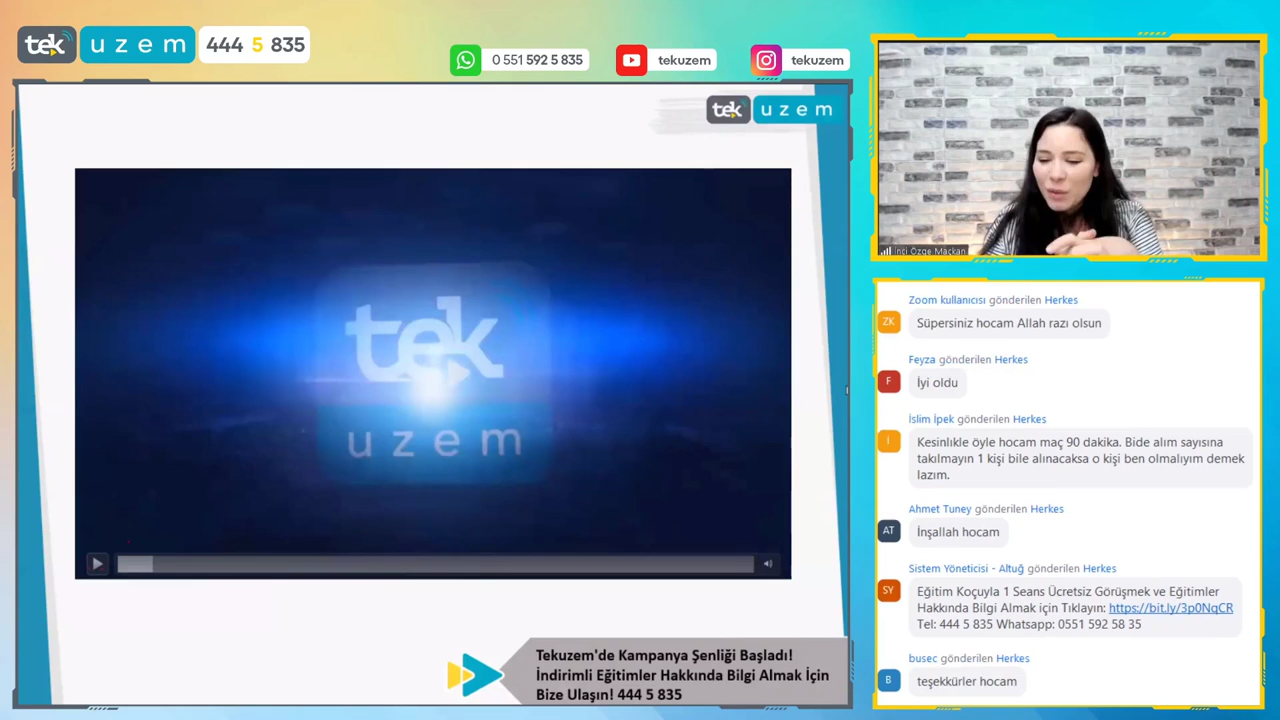 tek uzem 444 5 835
0 551 592 5 835
tekuzem
tekuzem
tek uzem
tek
uzem
İnci Özge Maçkan
Zoom kullanıcısı gönderilen Herkes
ZK
Süpersiniz hocam Allah razı olsun
Feyza gönderilen Herkes
F
İyi oldu
İslim İpek gönderilen Herkes
İ
Kesinlıkle öyle hocam maç 90 dakika. Bide alım sayısına
takılmayın 1 kişi bile alınacaksa o kişi ben olmalıyım demek
lazım.
Ahmet Tuney gönderilen Herkes
AT
İnşallah hocam
Sistem Yöneticisi - Altuğ gönderilen Herkes
SY
Eğitim Koçuyla 1 Seans Ücretsiz Görüşmek ve Eğitimler
Hakkında Bilgi Almak için Tıklayın: https://bit.ly/3p0NqCR
Tel: 444 5 835 Whatsapp: 0551 592 58 35
busec gönderilen Herkes
B
teşekkürler hocam
Tekuzem'de Kampanya Şenliği Başladı!
İndirimli Eğitimler Hakkında Bilgi Almak İçin
Bize Ulaşın! 444 5 835